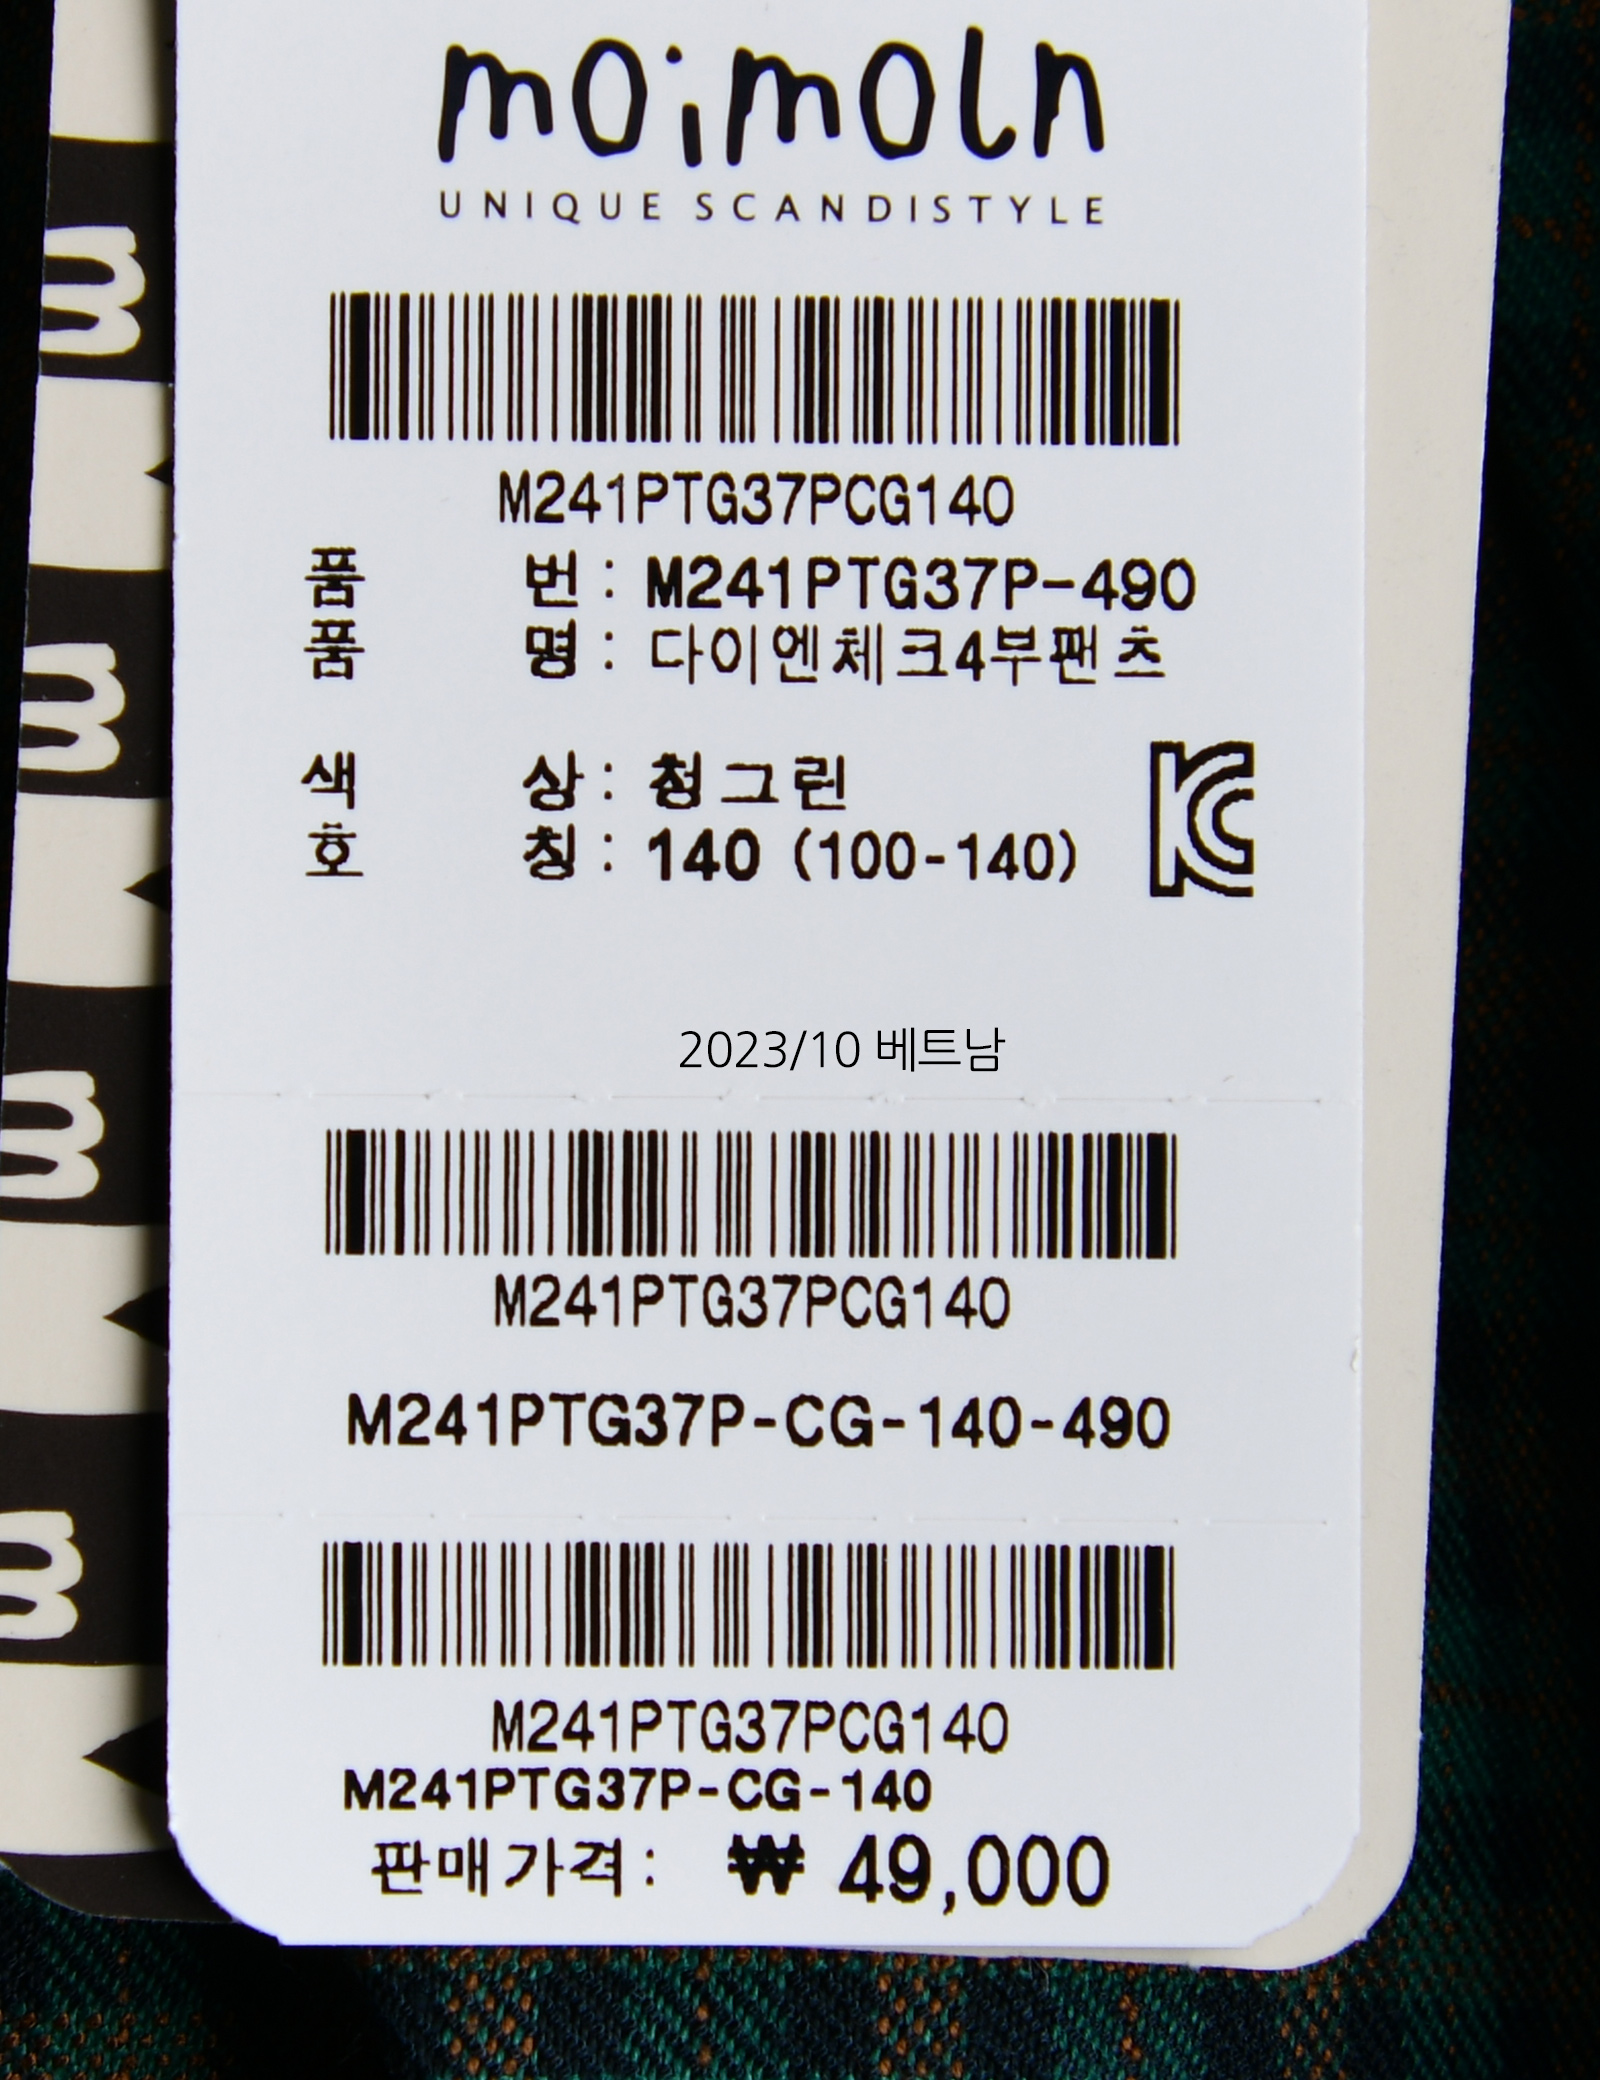 moimoln
UNIQUE SCANDISTYLE
M241PTG37PCG140
품 번 : M241PTG37P-490
품 명 : 다이엔체크4부팬츠
색 상 : 청그린
호 칭 : 140 (100-140)
KC
2023/10 베트남
M241PTG37PCG140
M241PTG37P-CG-140-490
M241PTG37PCG140
M241PTG37P-CG-140
판매가격: ₩ 49,000
m
m
m
m